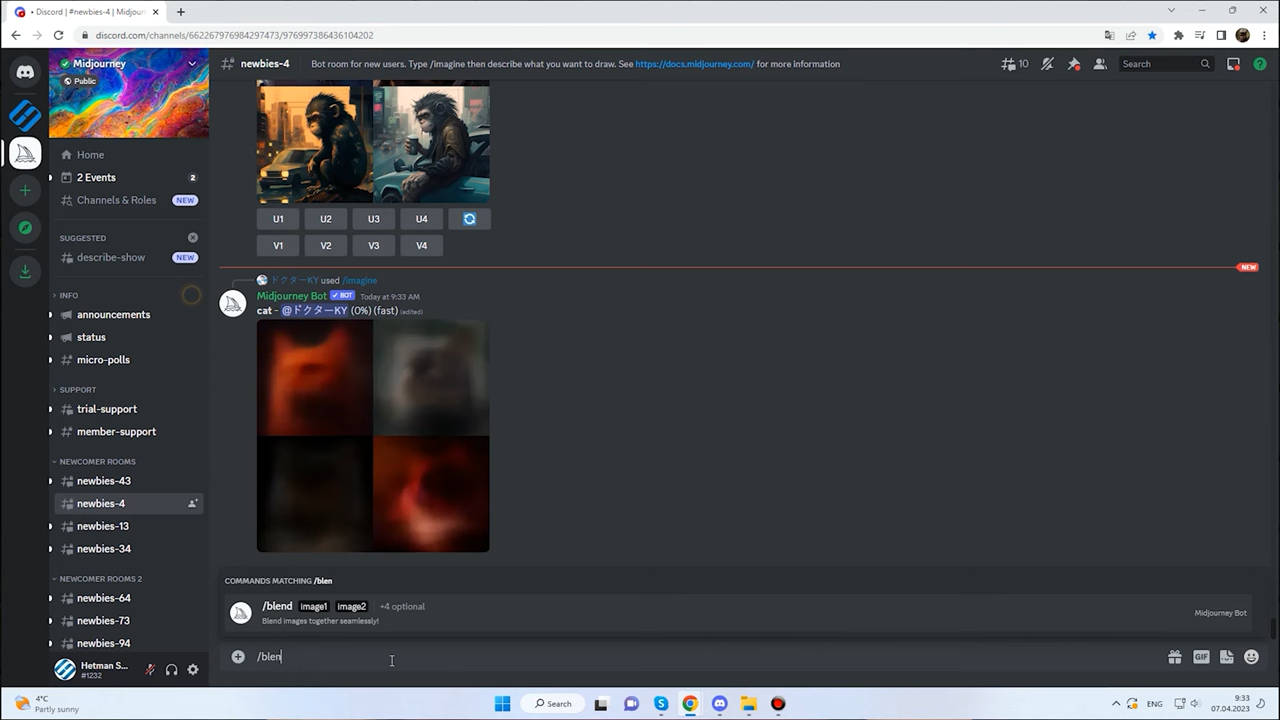 Discord | #newbies-4 | Midjourn
discord.com/channels/662267976984297473/976997386436104202
Midjourney
Public
Home
2 Events
2
Channels & Roles
NEW
SUGGESTED
describe-show
NEW
INFO
announcements
status
micro-polls
SUPPORT
trial-support
member-support
NEWCOMER ROOMS
newbies-43
newbies-4
newbies-13
newbies-34
NEWCOMER ROOMS 2
newbies-64
newbies-73
newbies-94
Hetman S...
#1232
newbies-4
Bot room for new users. Type /imagine then describe what you want to draw. See https://docs.midjourney.com/ for more information
10
Search
U1 U2 U3 U4
V1 V2 V3 V4
NEW
ドクターKY used /imagine
Midjourney Bot ✔ BOT Today at 9:33 AM
cat - @ドクターKY (0%) (fast) (edited)
COMMANDS MATCHING /blen
/blend image1 image2 +4 optional
Blend images together seamlessly!
Midjourney Bot
/blen
GIF
4°C
Partly sunny
Search
ENG
9:33
07.04.2023